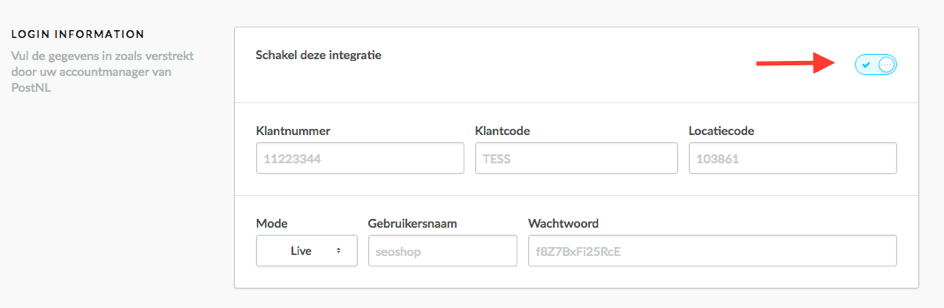 LOGIN INFORMATION
Vul de gegevens in zoals verstrekt
door uw accountmanager van
PostNL
Schakel deze integratie
Klantnummer
Klantcode
Locatiecode
11223344
TESS
103861
Mode
Gebruikersnaam
Wachtwoord
Live
seoshop
f8Z7BxFi25RcE